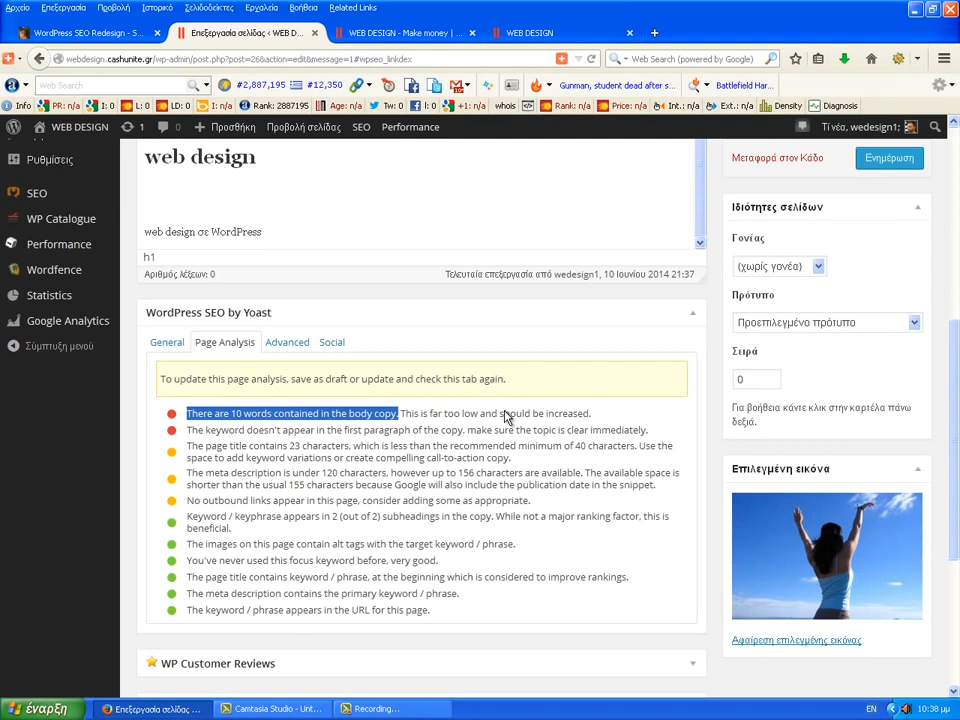 Αρχείο Επεξεργασία Προβολή Ιστορικό Σελιδοδείκτες Εργαλεία Βοήθεια Related Links
WordPress SEO Redesign - S...
Επεξεργασία σελίδας ‹ WEB D...
WEB DESIGN - Make money | ...
WEB DESIGN
webdesign.cashunite.gr/wp-admin/post.php?post=26&action=edit&message=1#wpseo_linkdex
Web Search (powered by Google)
Web Search
#2,887,195 #12,350
Gunman, student dead after s...
Battlefield Har...
Info PR: n/a I: 0 L: 0 LD: 0 I: n/a Rank: 2887195 Age: n/a Tw: 0 l: 0 +1: n/a whois Rank: n/a Price: n/a Int.: n/a Ext.: n/a Density Diagnosis
WEB DESIGN 1 0 Προσθήκη Προβολή σελίδας SEO Performance Τί νέα, wedesign1;
Ρυθμίσεις
SEO
WP Catalogue
Performance
Wordfence
Statistics
Google Analytics
Σύμπτυξη μενού
web design
web design σε WordPress
h1
Αριθμός λέξεων: 0 Τελευταία επεξεργασία από wedesign1, 10 Ιουνίου 2014 21:37
WordPress SEO by Yoast
General Page Analysis Advanced Social
To update this page analysis, save as draft or update and check this tab again.
There are 10 words contained in the body copy. This is far too low and should be increased.
The keyword doesn't appear in the first paragraph of the copy, make sure the topic is clear immediately.
The page title contains 23 characters, which is less than the recommended minimum of 40 characters. Use the
space to add keyword variations or create compelling call-to-action copy.
The meta description is under 120 characters, however up to 156 characters are available. The available space is
shorter than the usual 155 characters because Google will also include the publication date in the snippet.
No outbound links appear in this page, consider adding some as appropriate.
Keyword / keyphrase appears in 2 (out of 2) subheadings in the copy. While not a major ranking factor, this is
beneficial.
The images on this page contain alt tags with the target keyword / phrase.
You've never used this focus keyword before, very good.
The page title contains keyword / phrase, at the beginning which is considered to improve rankings.
The meta description contains the primary keyword / phrase.
The keyword / phrase appears in the URL for this page.
WP Customer Reviews
Μεταφορά στον Κάδο
Ενημέρωση
Ιδιότητες σελίδων
Γονέας
(χωρίς γονέα)
Πρότυπο
Προεπιλεγμένο πρότυπο
Σειρά
0
Για βοήθεια κάντε κλικ στην καρτέλα πάνω
δεξιά.
Επιλεγμένη εικόνα
Αφαίρεση επιλεγμένης εικόνας
έναρξη
Επεξεργασία σελίδας ...
Camtasia Studio - Unt...
Recording...
EN
10:38 μμ